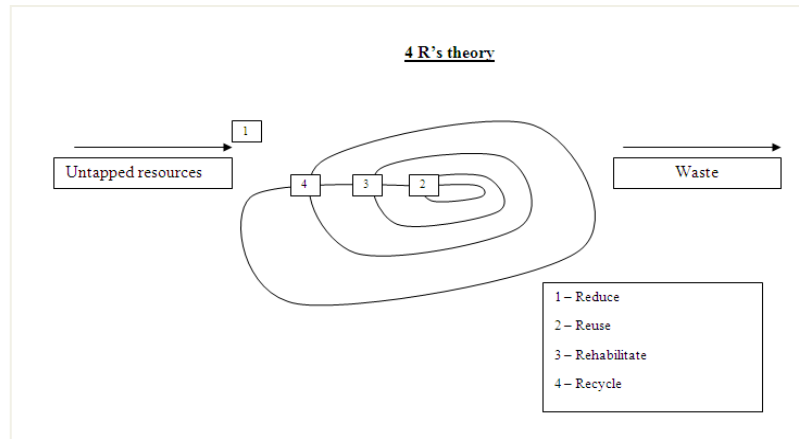 4 R's theory
1
Untapped resources
4
3
2
Waste
1 – Reduce
2 – Reuse
3 – Rehabilitate
4 – Recycle